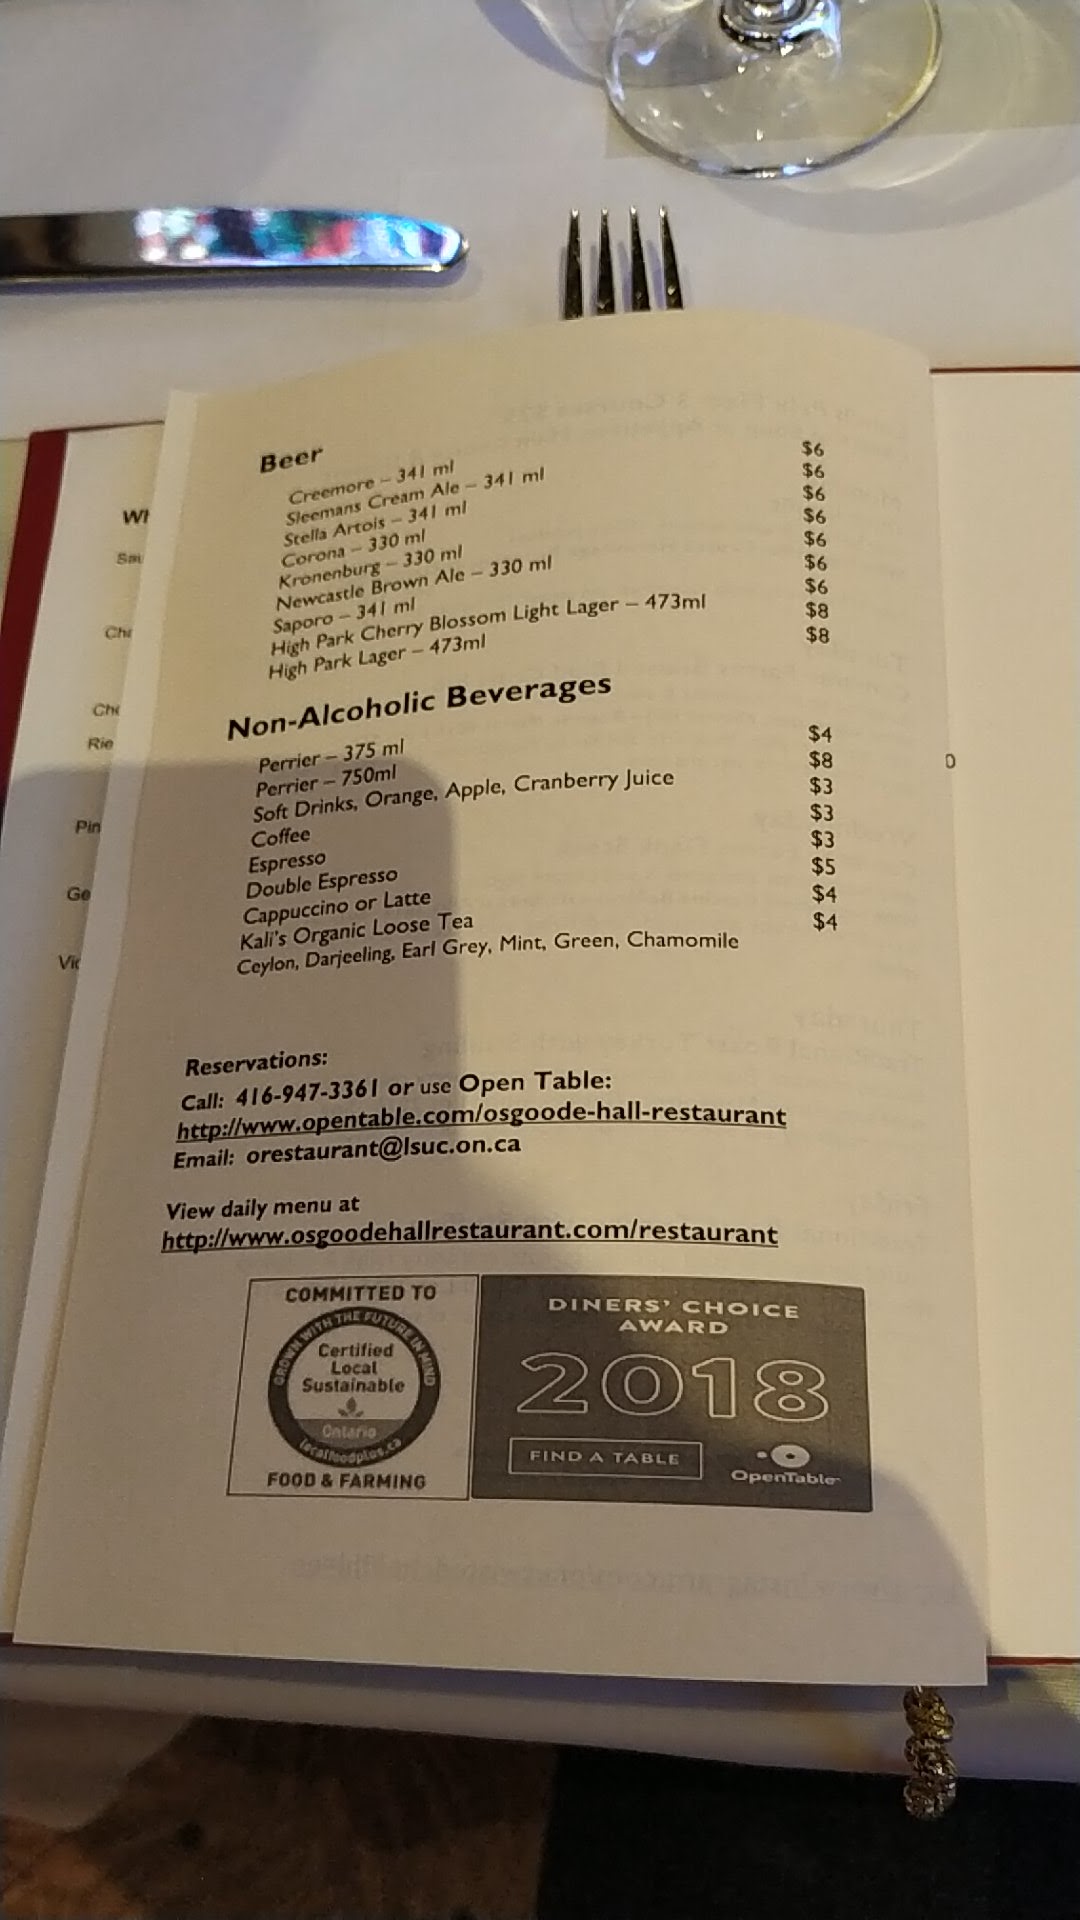 Beer
Creemore – 341 ml $6
Sleemans Cream Ale – 341 ml $6
Stella Artois – 341 ml $6
Corona – 330 ml $6
Kronenburg – 330 ml $6
Newcastle Brown Ale – 330 ml $6
Saporo – 341 ml $6
High Park Cherry Blossom Light Lager – 473ml $8
High Park Lager – 473ml $8
Non-Alcoholic Beverages
Perrier – 375 ml $4
Perrier – 750ml $8
Soft Drinks, Orange, Apple, Cranberry Juice $3
Coffee $3
Espresso $3
Double Espresso $5
Cappuccino or Latte $4
Kali's Organic Loose Tea $4
Ceylon, Darjeeling, Earl Grey, Mint, Green, Chamomile
Reservations:
Call: 416-947-3361 or use Open Table:
http://www.opentable.com/osgoode-hall-restaurant
Email: orestaurant@lsuc.on.ca
View daily menu at
http://www.osgoodehallrestaurant.com/restaurant
COMMITTED TO
GROWN WITH THE FUTURE IN MIND
Certified
Local
Sustainable
Ontario
localfoodplus.ca
FOOD & FARMING
DINERS' CHOICE
AWARD
2018
FIND A TABLE
OpenTable